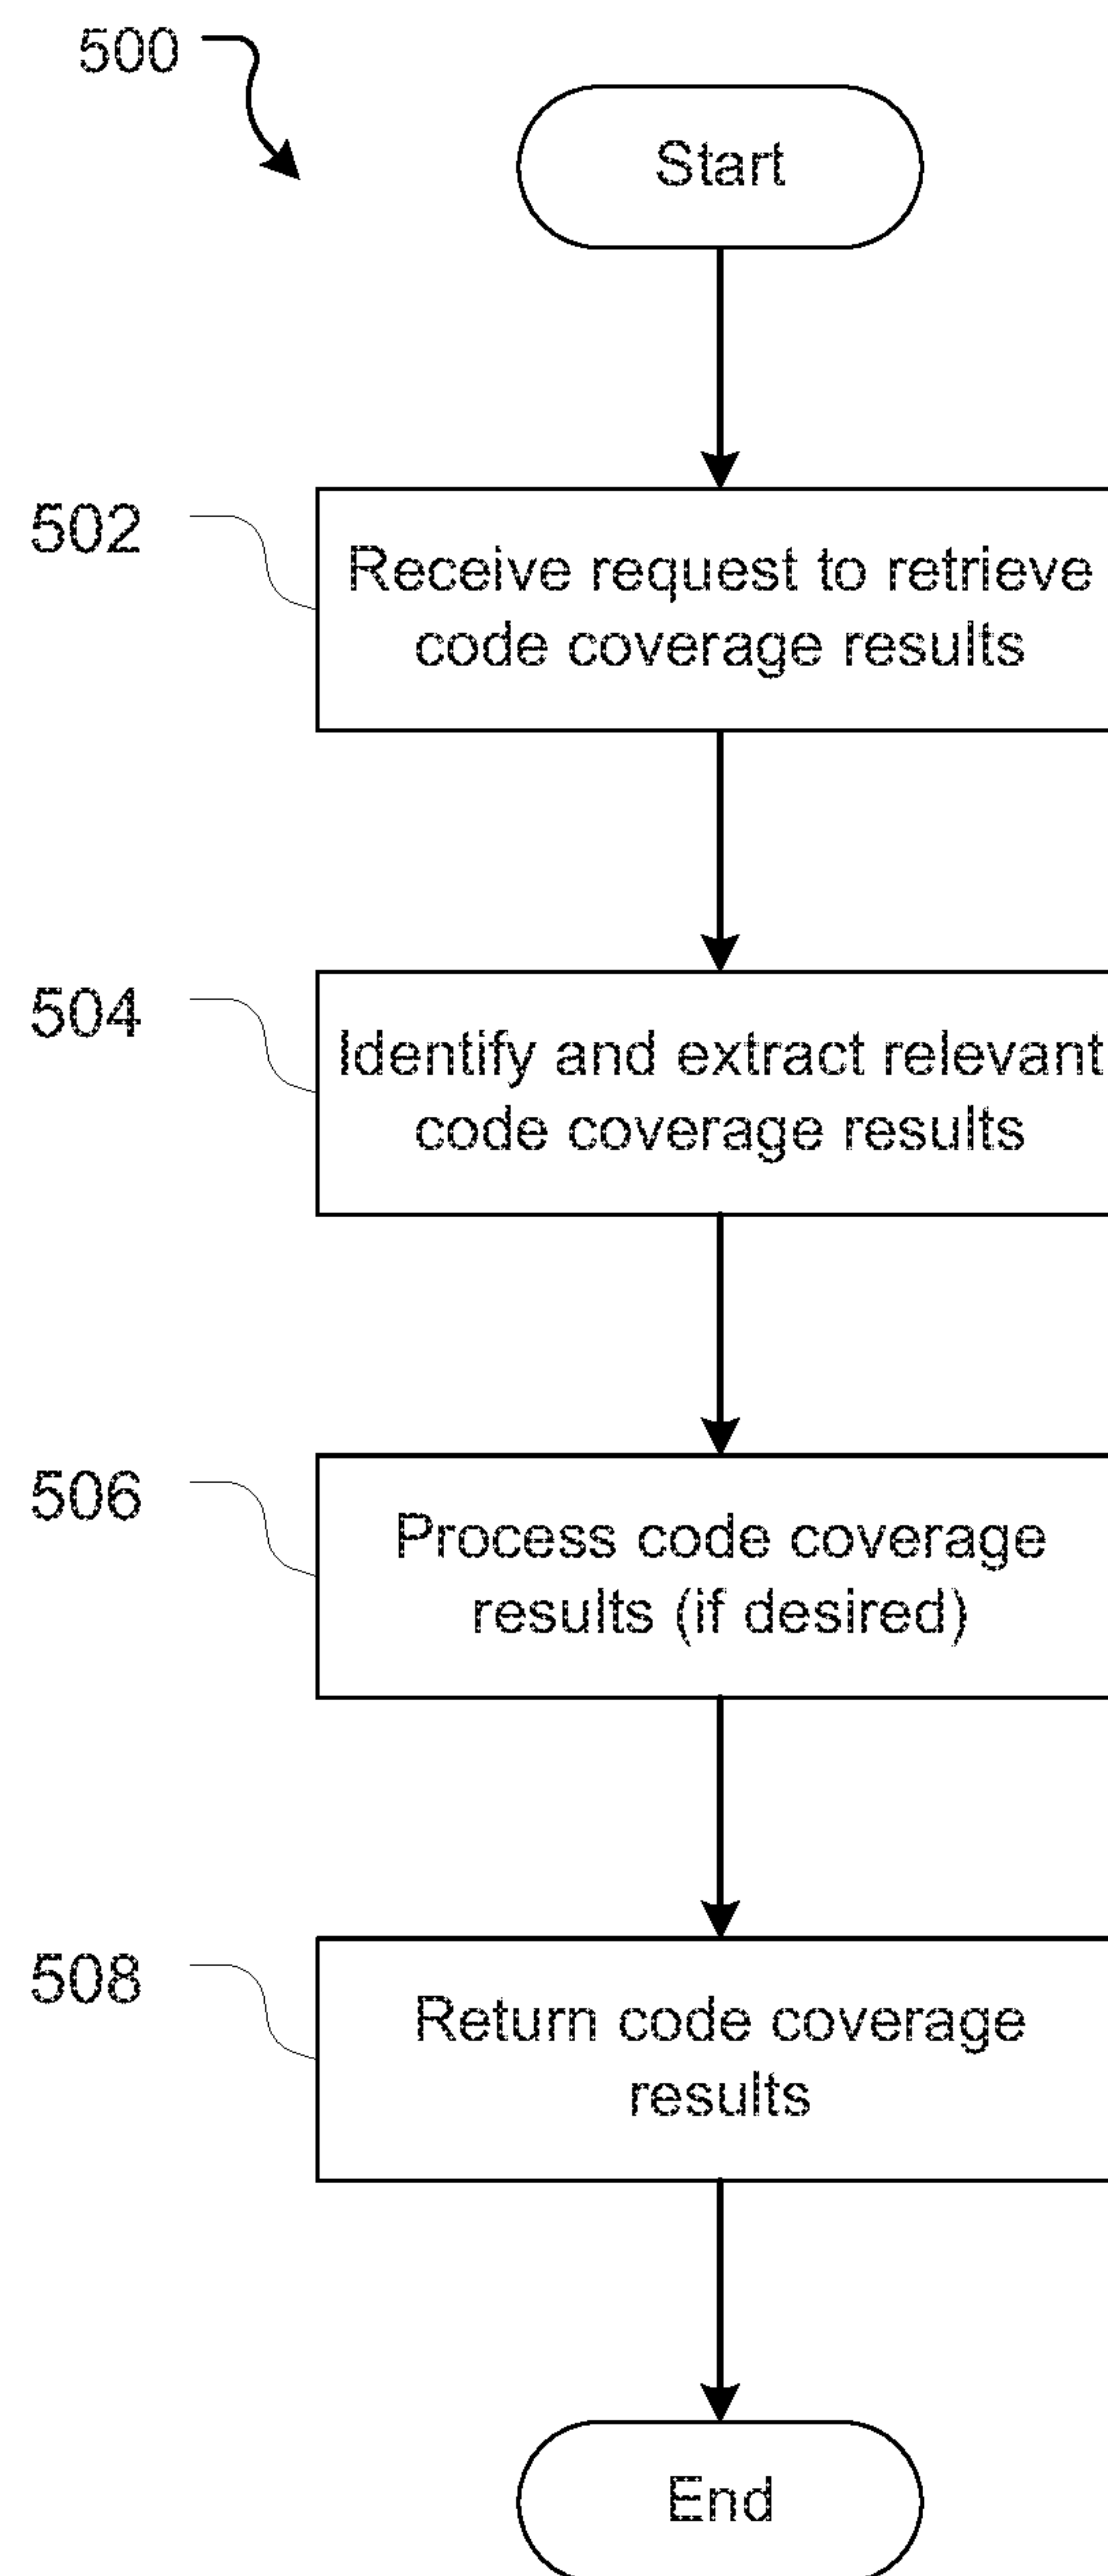 500
Start
502
Receive request to retrieve
code coverage results
504
Identify and extract relevant
code coverage results
506
Process code coverage
results (if desired)
508
Return code coverage
results
End